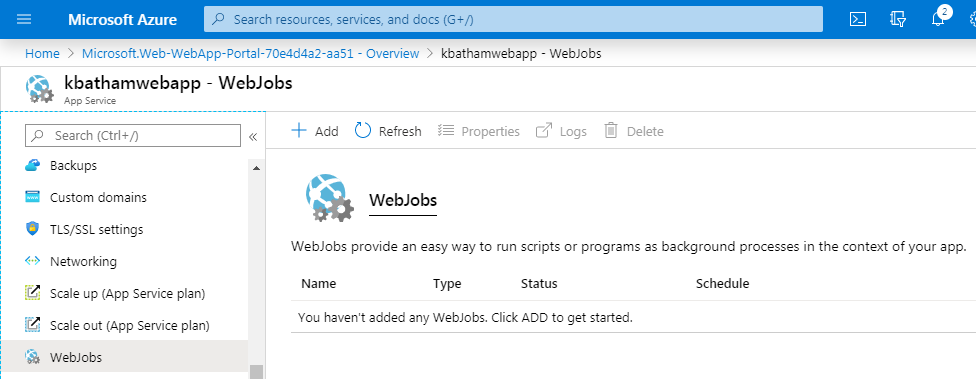 Microsoft Azure
Search resources, services, and docs (G+/)
2
Home > Microsoft.Web-WebApp-Portal-70e4d4a2-aa51 - Overview > kbathamwebapp - WebJobs
kbathamwebapp - WebJobs
App Service
Search (Ctrl+/)
«
Backups
Custom domains
TLS/SSL settings
Networking
Scale up (App Service plan)
Scale out (App Service plan)
WebJobs
Add Refresh Properties Logs Delete
WebJobs
WebJobs provide an easy way to run scripts or programs as background processes in the context of your app.
Name Type Status Schedule
You haven't added any WebJobs. Click ADD to get started.